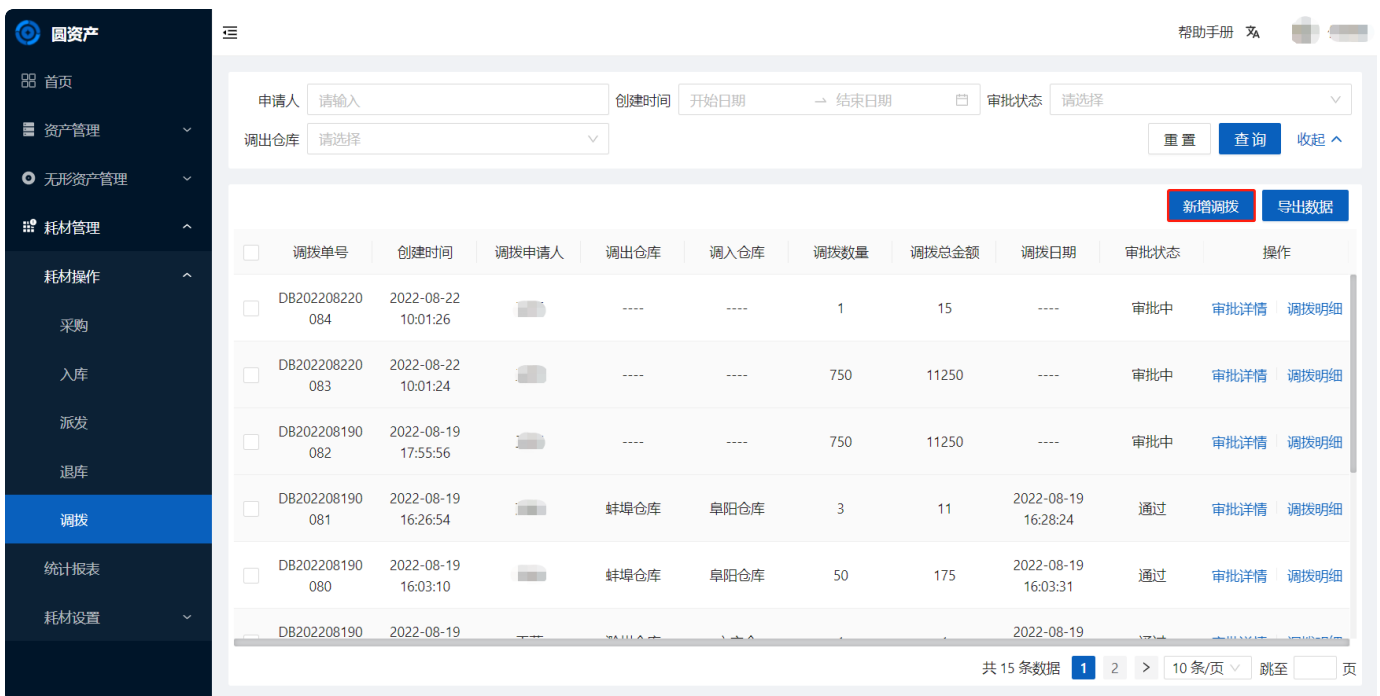 圆资产
帮助手册
首页
资产管理
无形资产管理
耗材管理
耗材操作
采购
入库
派发
退库
调拨
统计报表
耗材设置
申请人 请输入 创建时间 开始日期 → 结束日期 审批状态 请选择
调出仓库 请选择 重置 查询 收起
新增调拨 导出数据
调拨单号 创建时间 调拨申请人 调出仓库 调入仓库 调拨数量 调拨总金额 调拨日期 审批状态 操作
DB202208220 2022-08-22
084 10:01:26 ---- ---- 1 15 ---- 审批中 审批详情 调拨明细
DB202208220 2022-08-22
083 10:01:24 ---- ---- 750 11250 ---- 审批中 审批详情 调拨明细
DB202208190 2022-08-19
082 17:55:56 ---- ---- 750 11250 ---- 审批中 审批详情 调拨明细
DB202208190 2022-08-19 蚌埠仓库 阜阳仓库 3 11 2022-08-19 通过 审批详情 调拨明细
081 16:26:54 16:28:24
DB202208190 2022-08-19 蚌埠仓库 阜阳仓库 50 175 2022-08-19 通过 审批详情 调拨明细
080 16:03:10 16:03:31
DB202208190 2022-08-19 2022-08-19
共 15 条数据 1 2 > 10 条/页 跳至 页